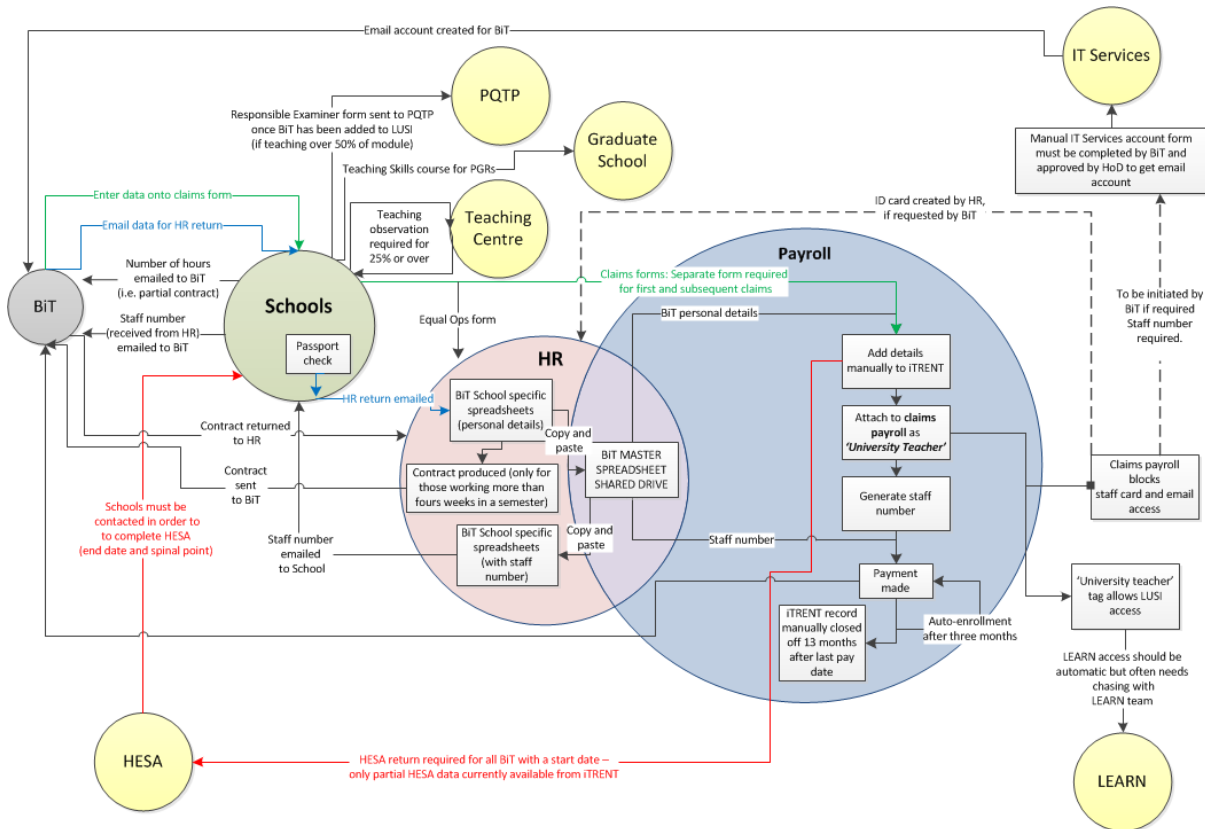 Email account created for BiT
IT Services
PQTP
Responsible Examiner form sent to PQTP
once BiT has been added to LUSI
(if teaching over 50% of module)
Graduate
School
Manual IT Services account form
must be completed by BiT and
approved by HoD to get email
account
Teaching Skills course for PGRs
Enter data onto claims form
Email data for HR return
Teaching
observation
required for
25% or over
Teaching
Centre
ID card created by HR,
if requested by BiT
Payroll
Number of hours
emailed to BiT
(i.e. partial contract)
BiT
Schools
Claims forms: Separate form required
for first and subsequent claims
To be initiated by
BiT if required
Staff number
required.
Staff number
(received from HR)
emailed to BiT
Equal Ops form
BiT personal details
Passport
check
HR
Add details
manually to iTRENT
HR return emailed
BiT School specific
spreadsheets
(personal details)
Contract returned
to HR
Copy and
paste
Attach to claims
payroll as
‘University Teacher’
BiT MASTER
SPREADSHEET
SHARED DRIVE
Contract
sent
to BiT
Contract produced (only for
those working more than
fours weeks in a semester)
Claims payroll
blocks
staff card and email
access
Generate staff
number
Schools must be
contacted in order to
to complete HESA
(end date and spinal point)
Staff number
emailed
to School
BiT School specific
spreadsheets
(with staff
number)
Copy and
paste
Staff number
Payment
made
‘University teacher’
tag allows LUSI
access
iTRENT record
manually closed
off 13 months
after last pay
date
Auto-enrollment
after three months
LEARN access should be
automatic but often needs
chasing with
LEARN team
HESA
HESA return required for all BiT with a start date –
only partial HESA data currently available from iTRENT
LEARN